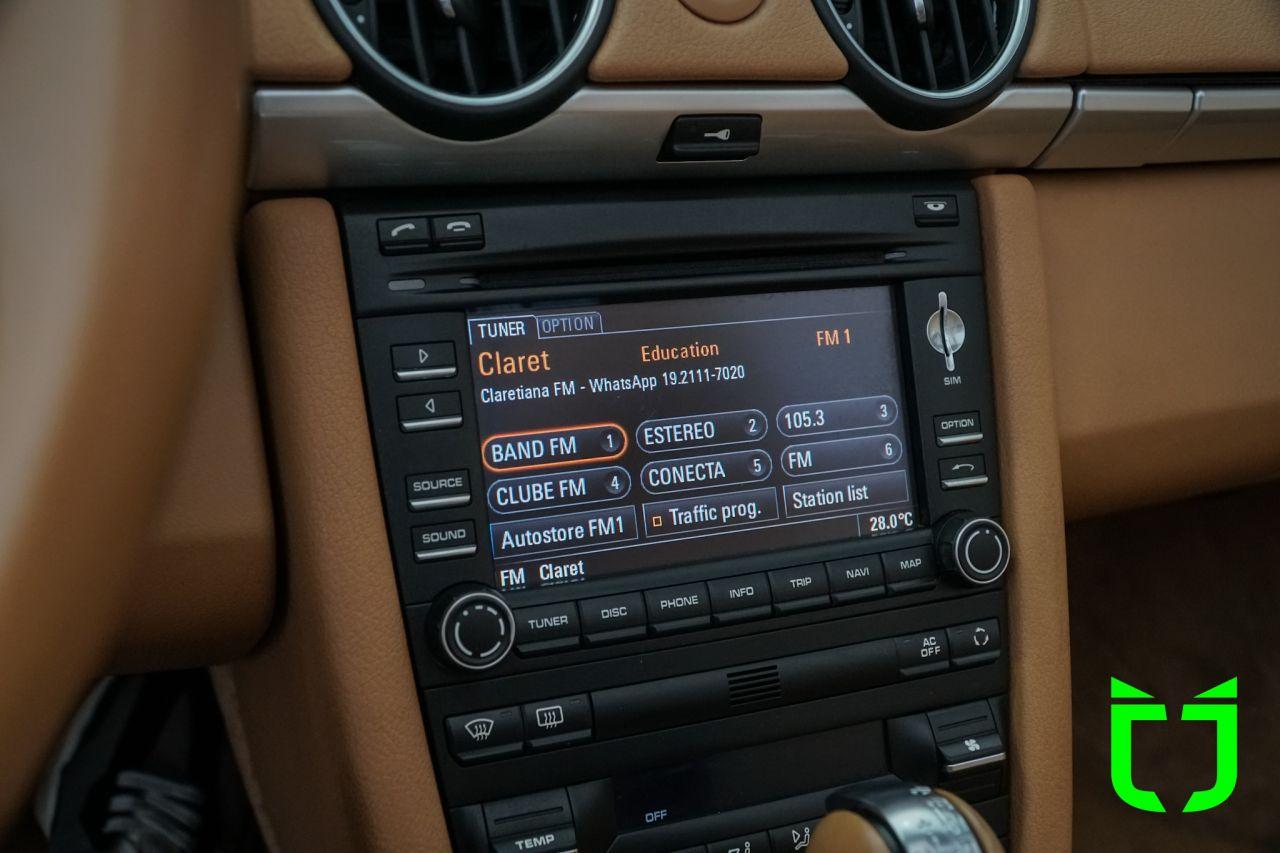 TUNER OPTION
Claret Education FM 1
Claretiana FM - WhatsApp 19.2111-7020
BAND FM 1 ESTEREO 2 105.3 3
CLUBE FM 4 CONECTA 5 FM 6
Autostore FM1 Traffic prog. Station list
28.0°C
FM Claret
SOURCE
SOUND
SIM
OPTION
TUNER DISC PHONE INFO TRIP NAVI MAP
AC
OFF
OFF
TEMP